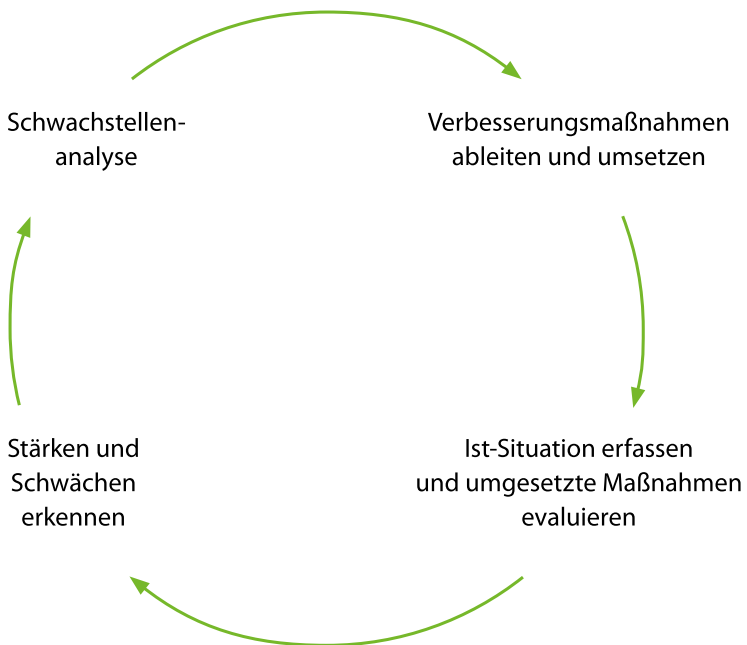 Schwachstellen-
analyse
Verbesserungsmaßnahmen
ableiten und umsetzen
Stärken und
Schwächen
erkennen
Ist-Situation erfassen
und umgesetzte Maßnahmen
evaluieren